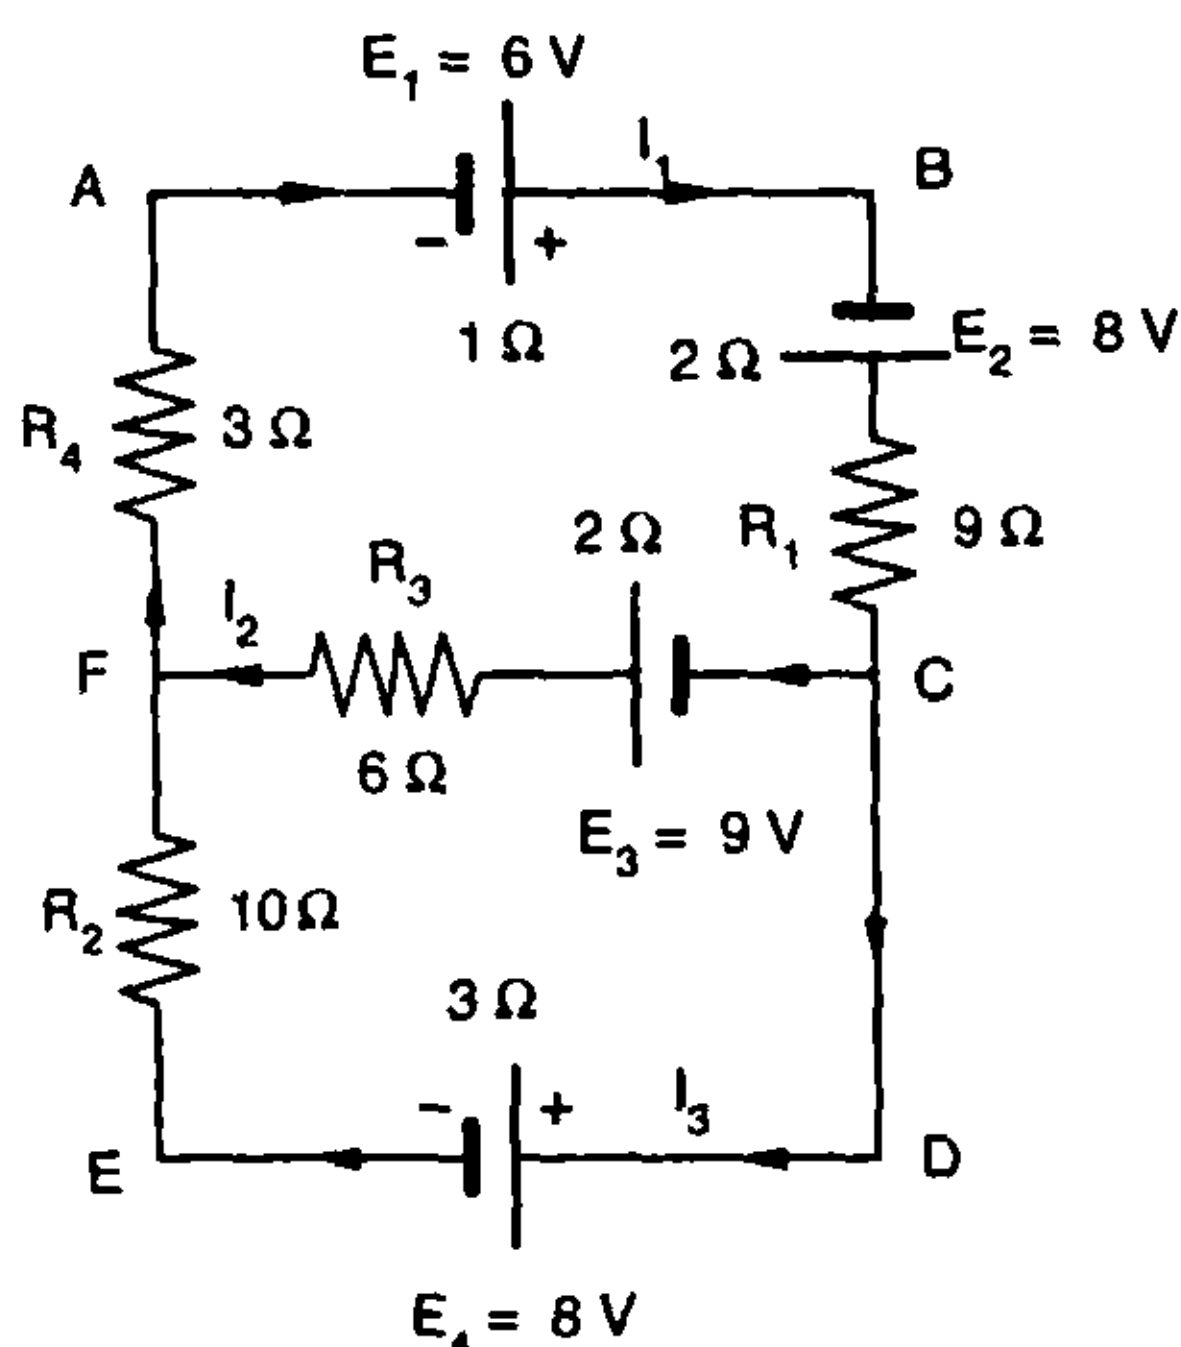 E₁ = 6 V
I₁
A
B
- +
1 Ω
2 Ω
E₂ = 8 V
R₄
3 Ω
R₁
9 Ω
2 Ω
R₃
I₂
F
C
6 Ω
E₃ = 9 V
R₂
10 Ω
3 Ω
- +
I₃
E
D
E₄ = 8 V